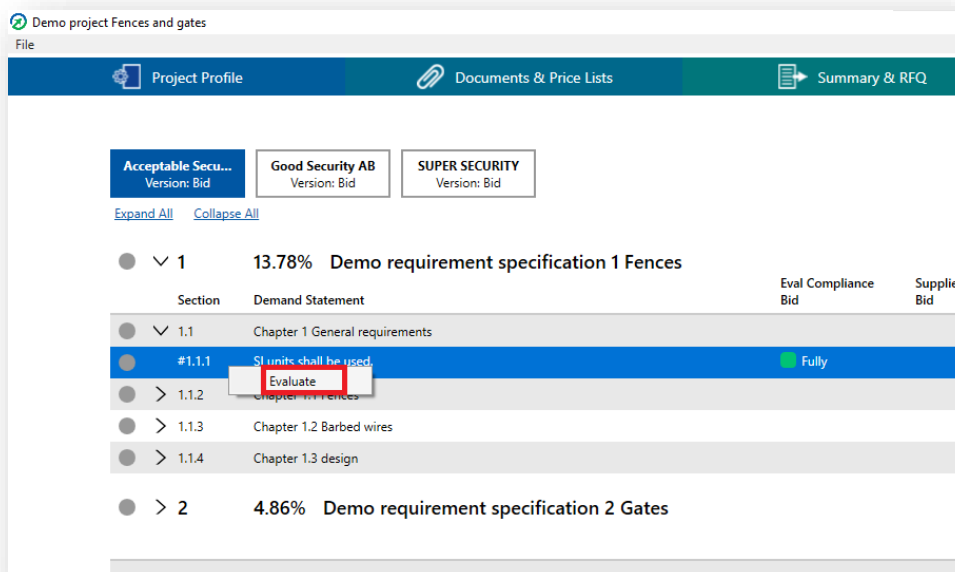 Demo project Fences and gates
File
Project Profile
Documents & Price Lists
Summary & RFQ
Acceptable Secu...
Version: Bid
Good Security AB
Version: Bid
SUPER SECURITY
Version: Bid
Expand All
Collapse All
1 13.78% Demo requirement specification 1 Fences
Section Demand Statement Eval Compliance Bid Supplie Bid
1.1 Chapter 1 General requirements
#1.1.1 SI units shall be used. Fully
Evaluate
1.1.2 Chapter 1.1 Fences
1.1.3 Chapter 1.2 Barbed wires
1.1.4 Chapter 1.3 design
2 4.86% Demo requirement specification 2 Gates